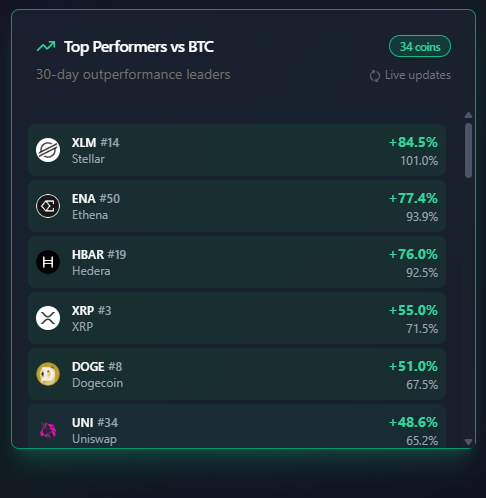 Top Performers vs BTC
34 coins
30-day outperformance leaders
Live updates
XLM #14
+84.5%
Stellar
101.0%
ENA #50
+77.4%
Ethena
93.9%
HBAR #19
+76.0%
Hedera
92.5%
XRP #3
+55.0%
XRP
71.5%
DOGE #8
+51.0%
Dogecoin
67.5%
UNI #34
+48.6%
Uniswap
65.2%